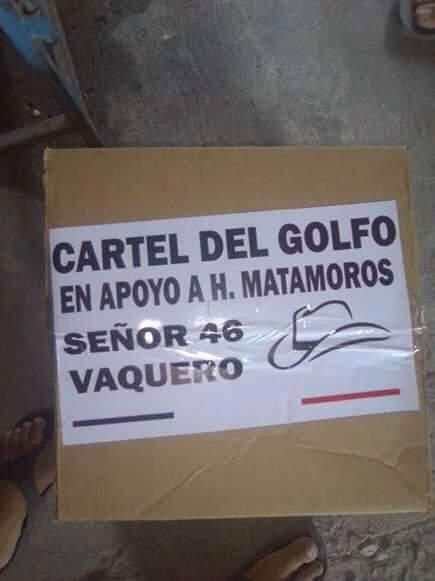 CARTEL DEL GOLFO
EN APOYO A H. MATAMOROS
SEÑOR 46
VAQUERO